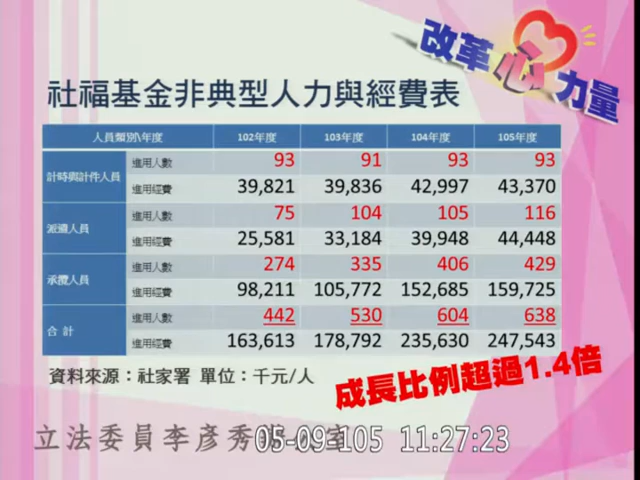 改革心力量
社福基金非典型人力與經費表
人員類別\年度 102年度 103年度 104年度 105年度
計時與計件人員 進用人數 93 91 93 93
進用經費 39,821 39,836 42,997 43,370
派遣人員 進用人數 75 104 105 116
進用經費 25,581 33,184 39,948 44,448
承攬人員 進用人數 274 335 406 429
進用經費 98,211 105,772 152,685 159,725
合計 進用人數 442 530 604 638
進用經費 163,613 178,792 235,630 247,543
資料來源：社家署 單位：千元/人
成長比例超過1.4倍
立法委員李彥秀 室
05-09-105 11:27:23